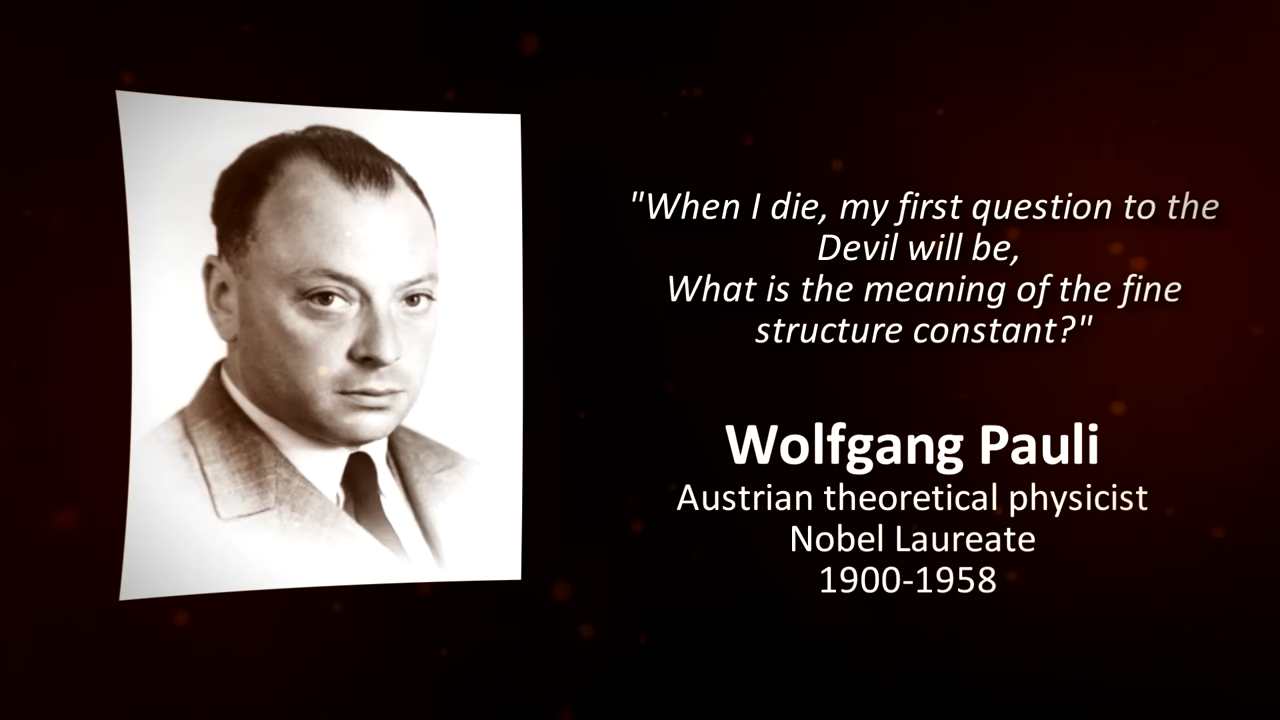 "When I die, my first question to the
Devil will be,
What is the meaning of the fine
structure constant?"
Wolfgang Pauli
Austrian theoretical physicist
Nobel Laureate
1900-1958